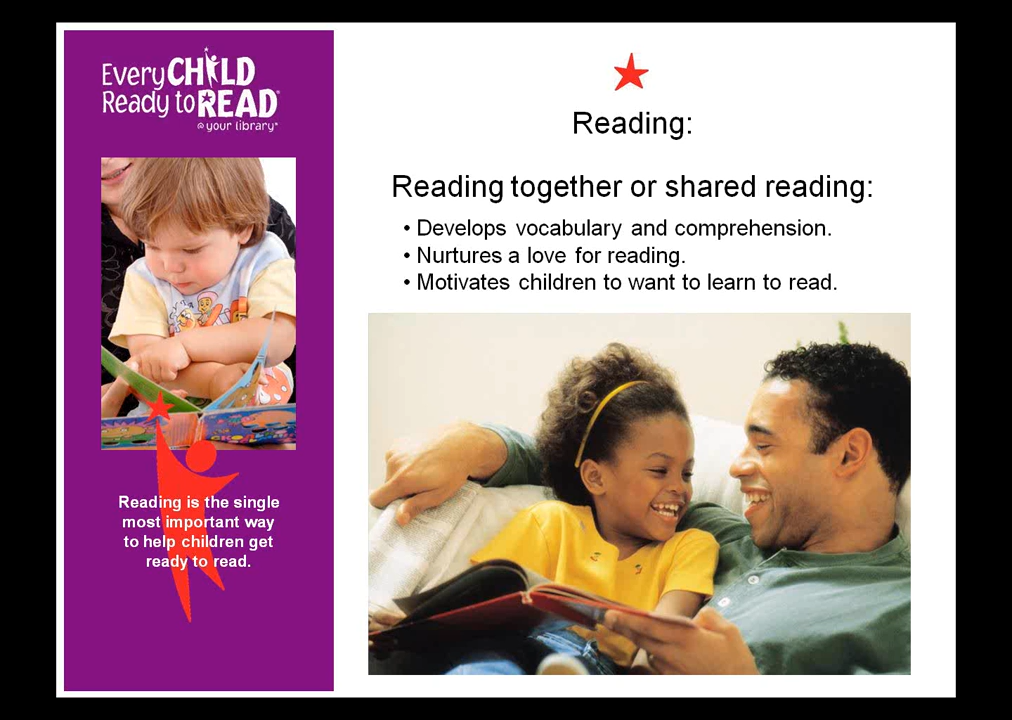 Every CHILD
Ready to READ®
@ your library®
Reading is the single
most important way
to help children get
ready to read.
Reading:
Reading together or shared reading:
• Develops vocabulary and comprehension.
• Nurtures a love for reading.
• Motivates children to want to learn to read.